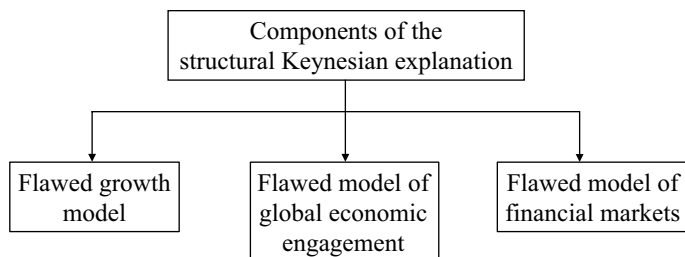 Components of the
structural Keynesian explanation
Flawed growth
model
Flawed model of
global economic
engagement
Flawed model of
financial markets